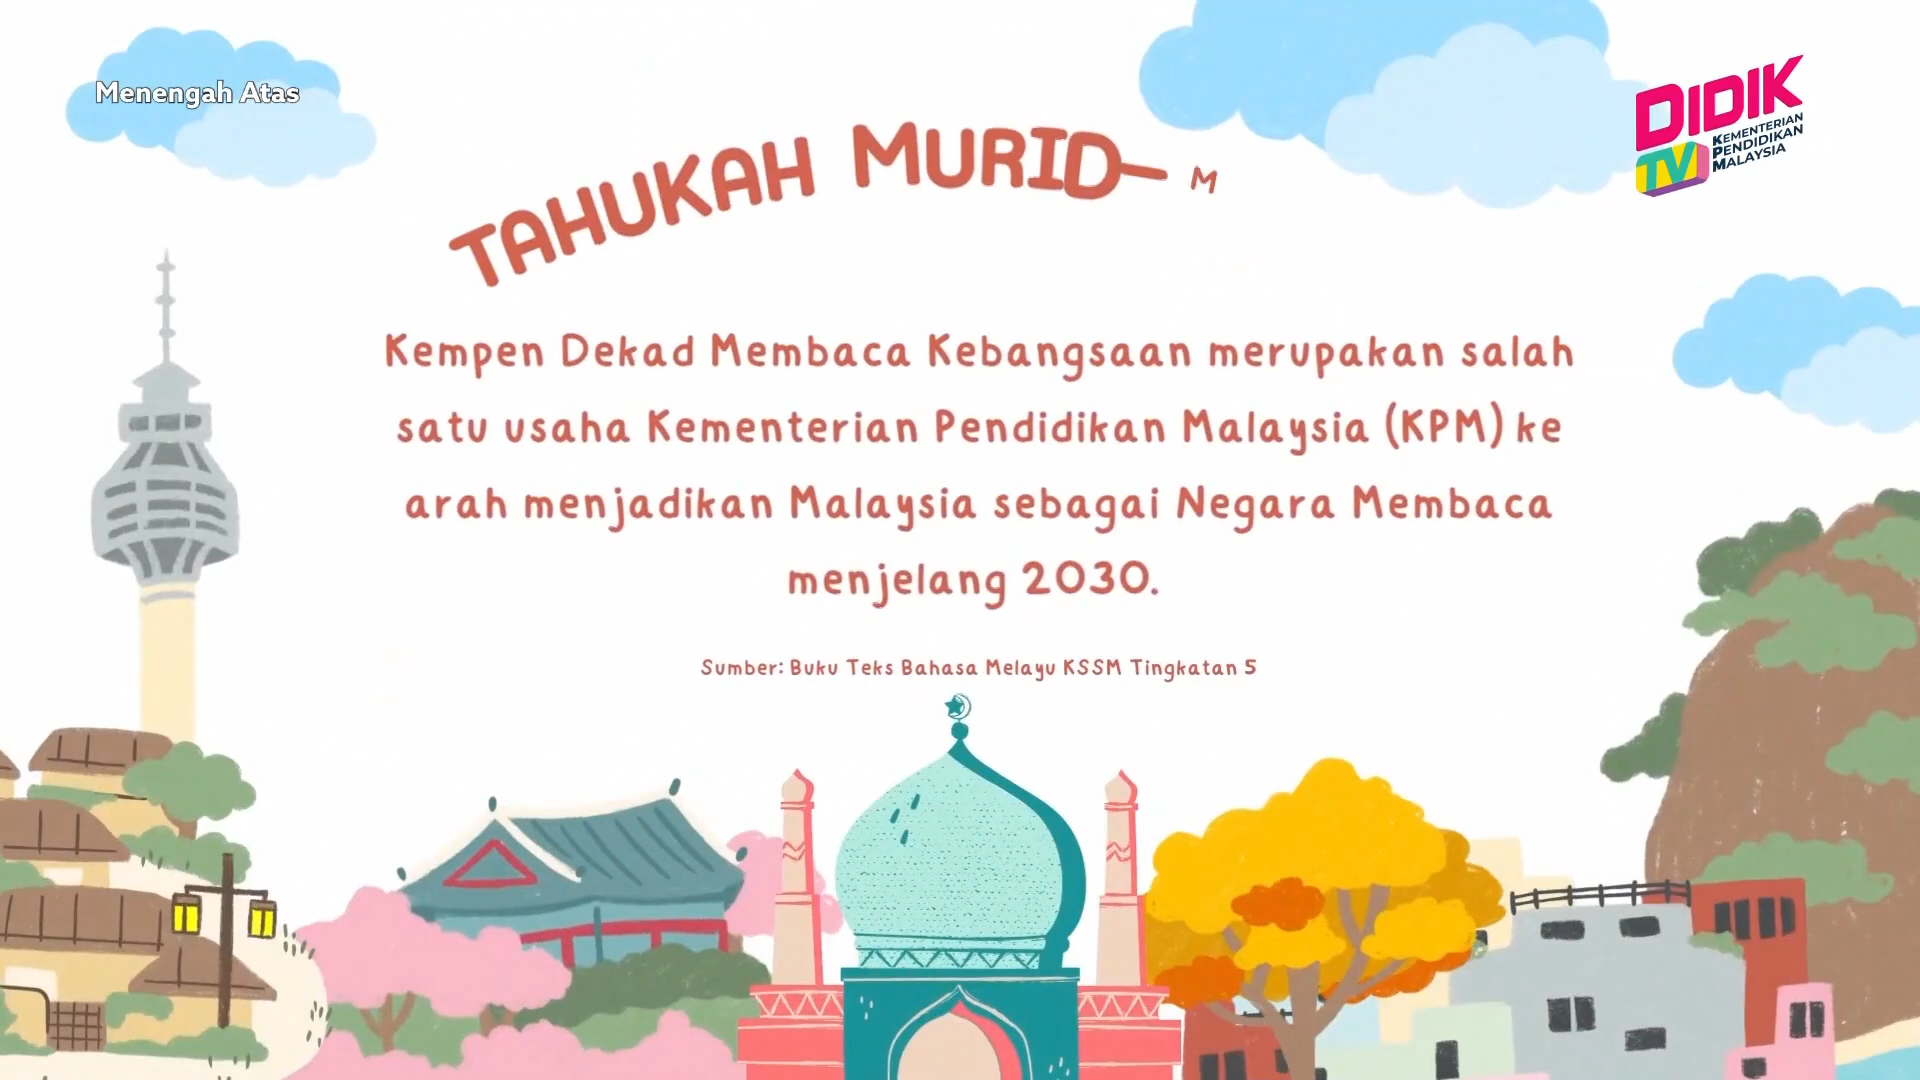 Menengah Atas
DIDIK
TV
KEMENTERIAN
PENDIDIKAN
MALAYSIA
TAHUKAH MURID- M
Kempen Dekad Membaca Kebangsaan merupakan salah
satu usaha Kementerian Pendidikan Malaysia (KPM) ke
arah menjadikan Malaysia sebagai Negara Membaca
menjelang 2030.
Sumber: Buku Teks Bahasa Melayu KSSM Tingkatan 5